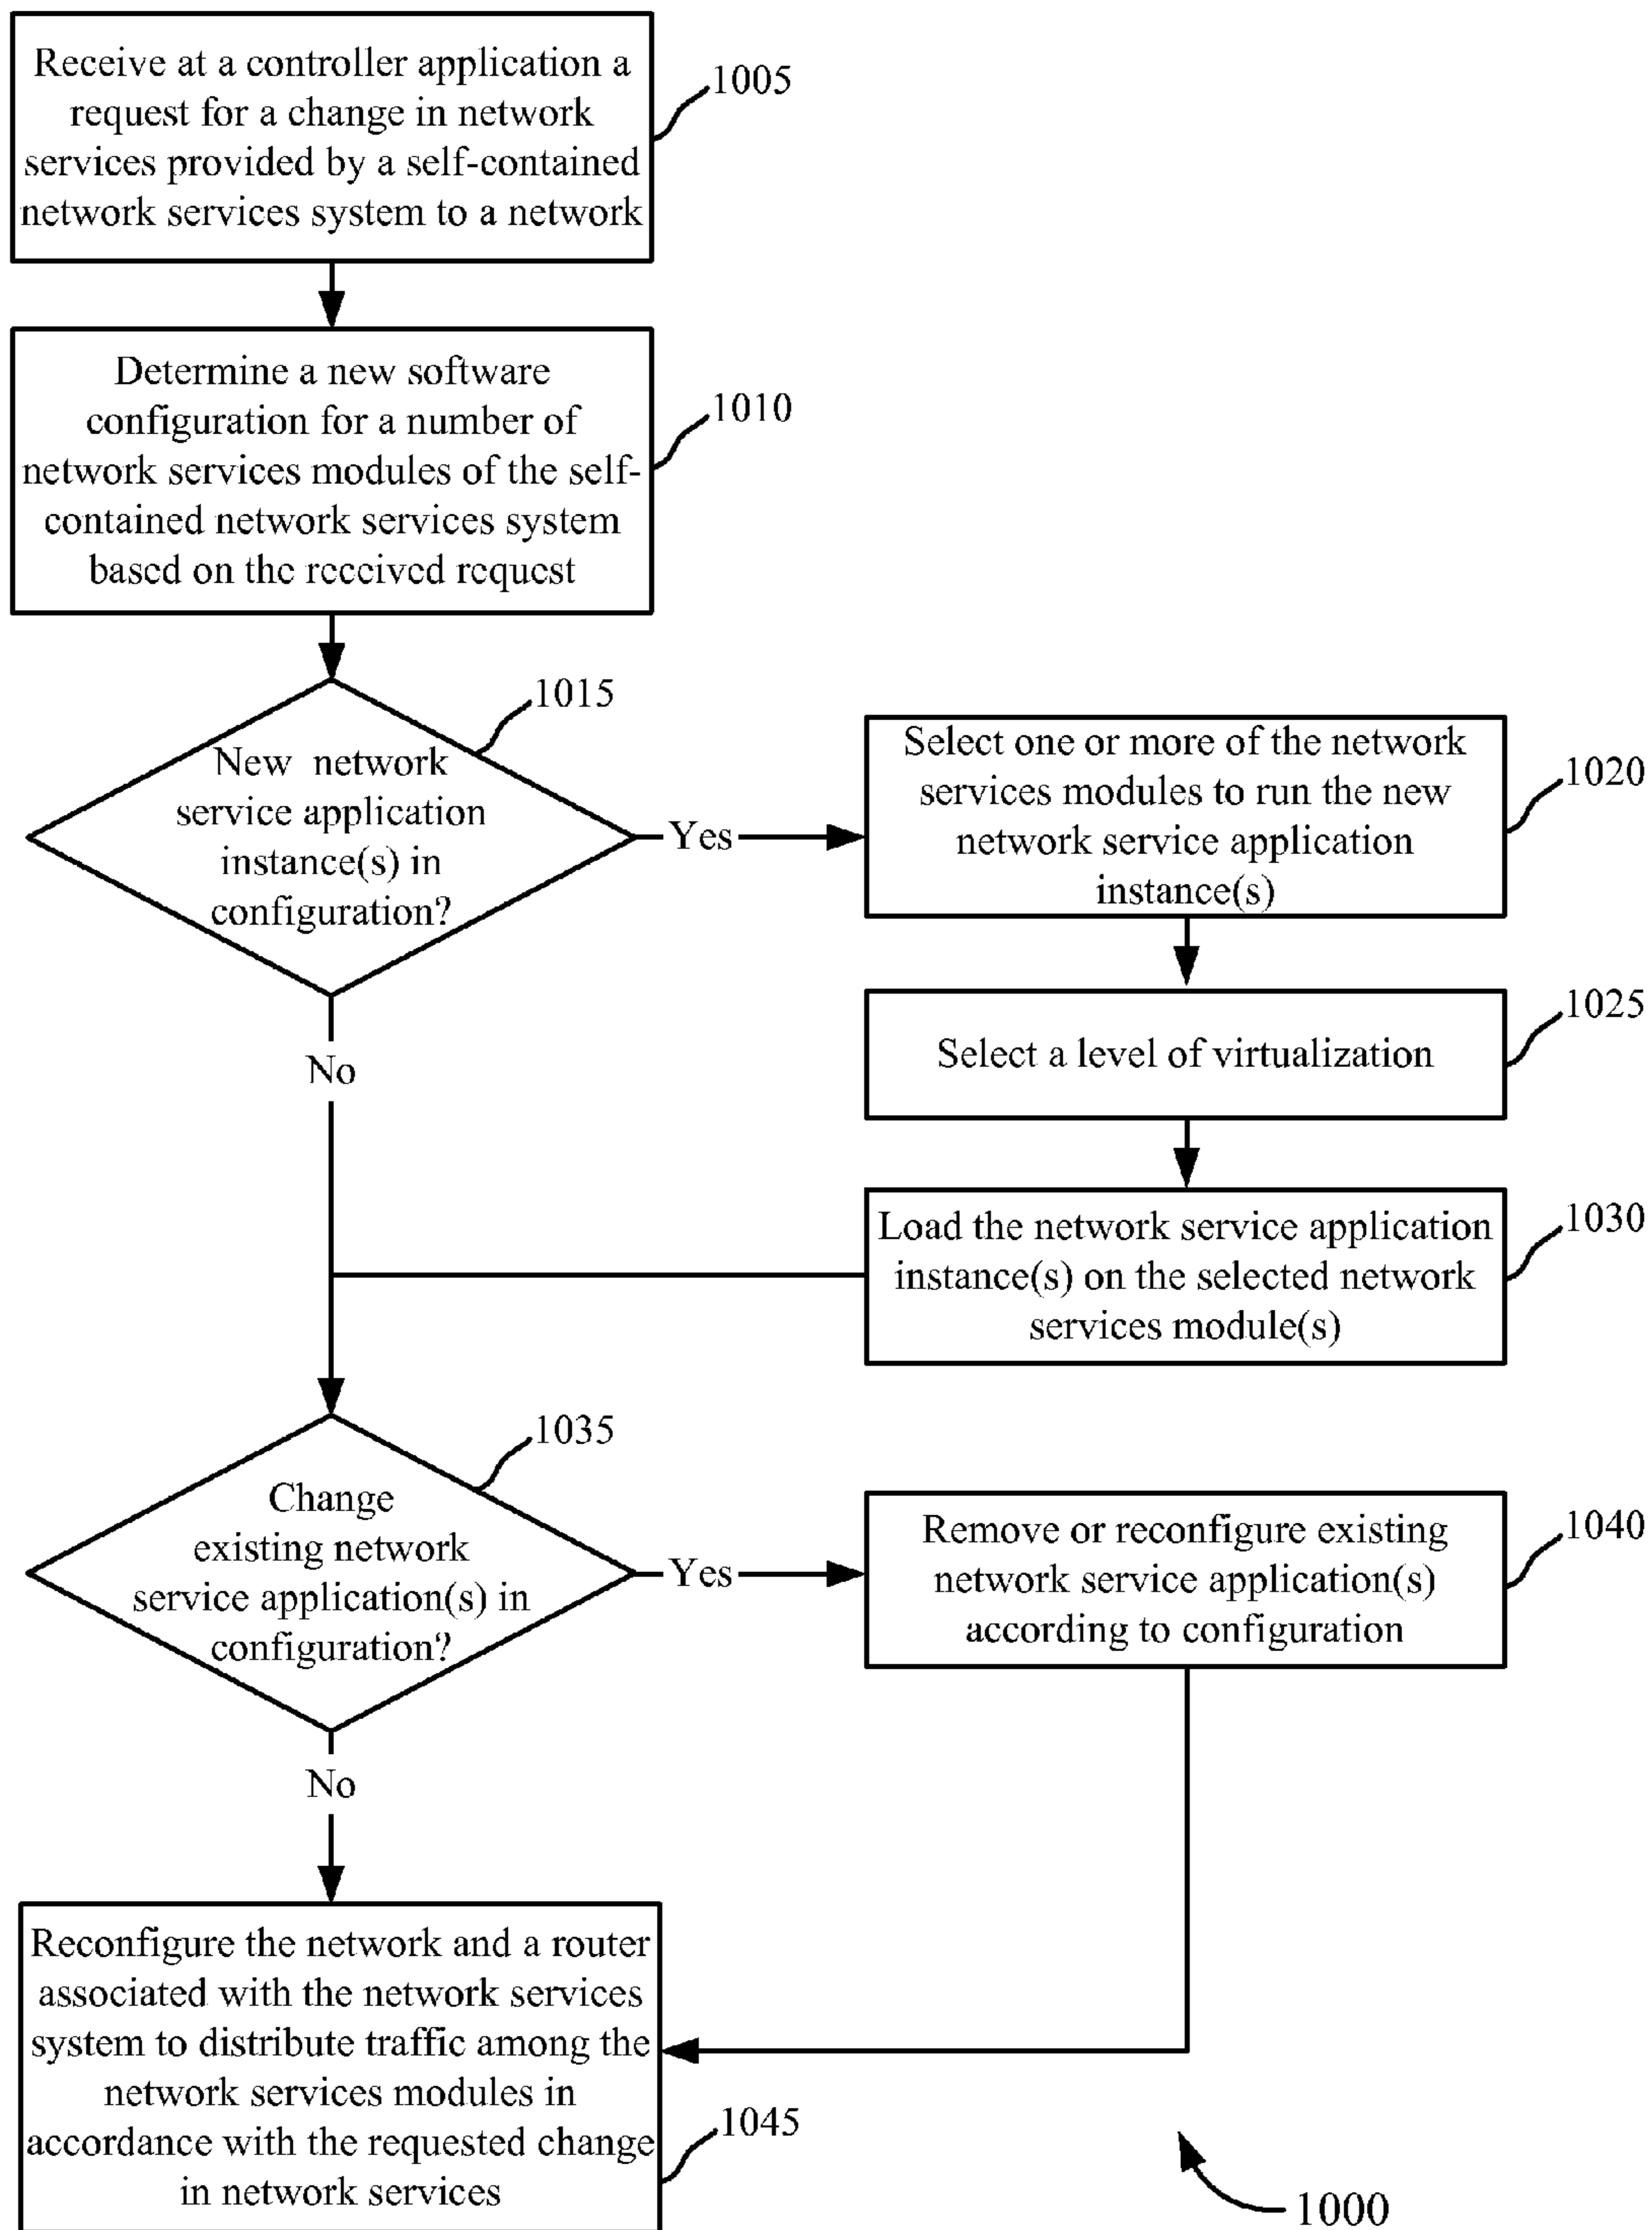 Receive at a controller application a
request for a change in network
services provided by a self-contained
network services system to a network
1005
Determine a new software
configuration for a number of
network services modules of the self-
contained network services system
based on the received request
1010
New network
service application
instance(s) in
configuration?
1015
Yes
No
Select one or more of the network
services modules to run the new
network service application
instance(s)
1020
Select a level of virtualization
1025
Load the network service application
instance(s) on the selected network
services module(s)
1030
Change
existing network
service application(s) in
configuration?
1035
Yes
No
Remove or reconfigure existing
network service application(s)
according to configuration
1040
Reconfigure the network and a router
associated with the network services
system to distribute traffic among the
network services modules in
accordance with the requested change
in network services
1045
1000